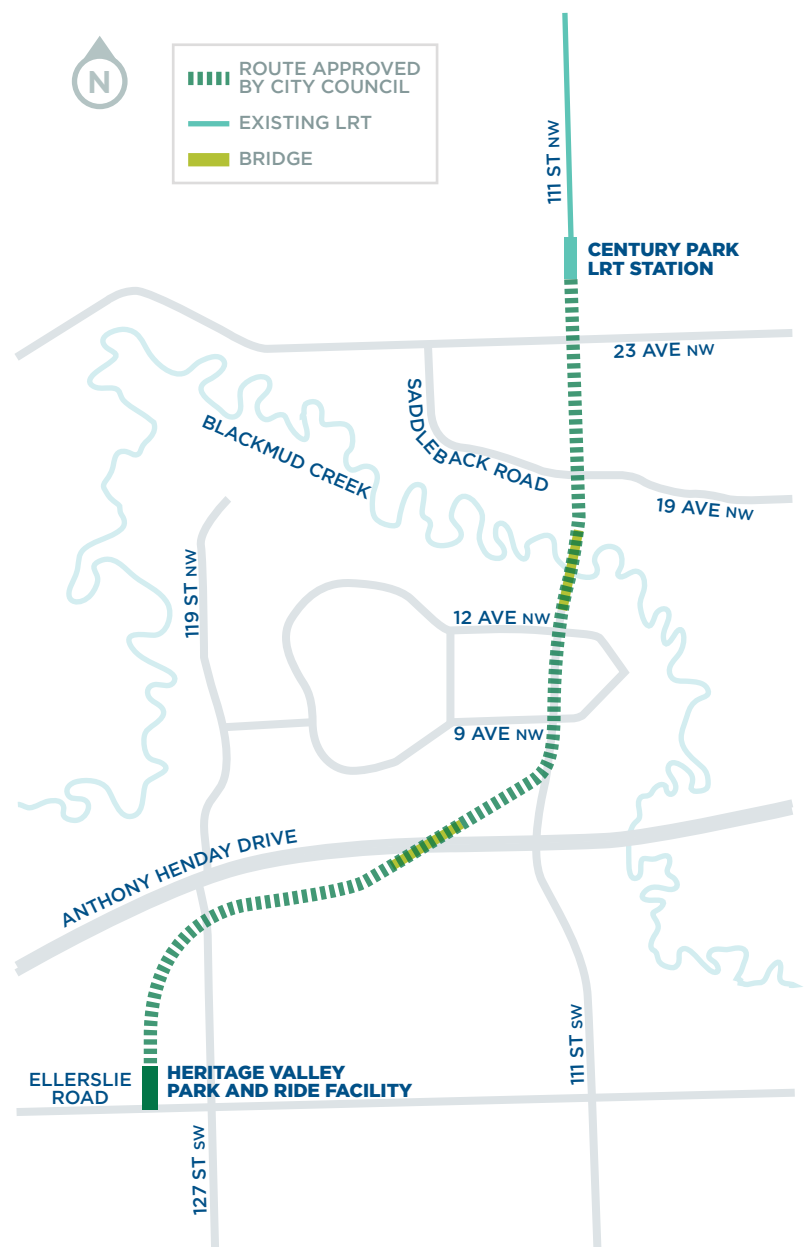 N
ROUTE APPROVED
BY CITY COUNCIL
EXISTING LRT
BRIDGE
111 ST NW
CENTURY PARK
LRT STATION
23 AVE NW
SADDLEBACK ROAD
BLACKMUD CREEK
19 AVE NW
119 ST NW
12 AVE NW
9 AVE NW
ANTHONY HENDAY DRIVE
111 ST SW
ELLERSLIE
ROAD
HERITAGE VALLEY
PARK AND RIDE FACILITY
127 ST SW